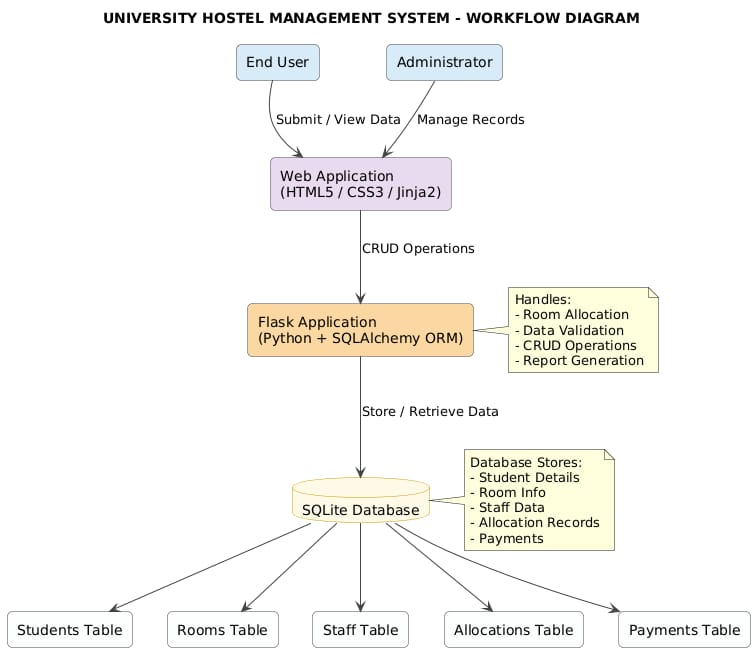 UNIVERSITY HOSTEL MANAGEMENT SYSTEM - WORKFLOW DIAGRAM
End User
Administrator
Submit / View Data
Manage Records
Web Application
(HTML5 / CSS3 / Jinja2)
CRUD Operations
Flask Application
(Python + SQLAlchemy ORM)
Handles:
- Room Allocation
- Data Validation
- CRUD Operations
- Report Generation
Store / Retrieve Data
SQLite Database
Database Stores:
- Student Details
- Room Info
- Staff Data
- Allocation Records
- Payments
Students Table
Rooms Table
Staff Table
Allocations Table
Payments Table